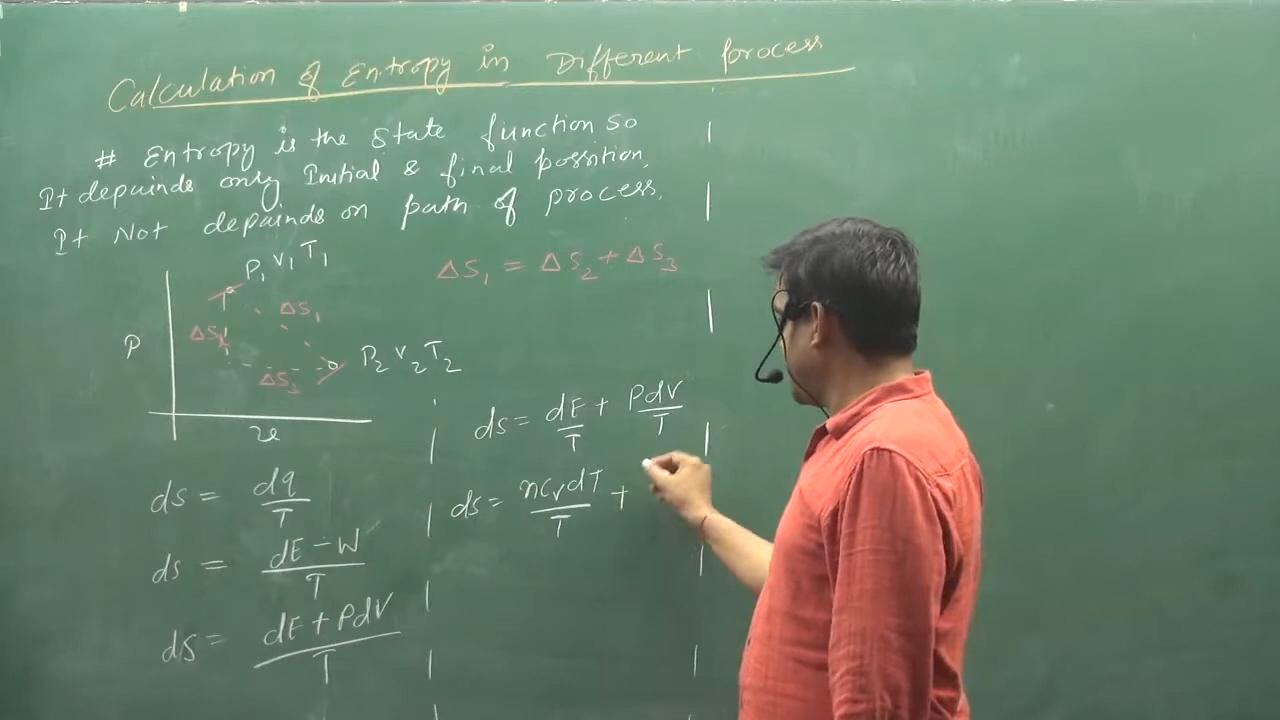 Calculation of Entropy in Different process
# Entropy is the state function so
It depainds only Initial & final possition.
It Not depainds on path of process.
P₁ V₁ T₁
ΔS₁ = ΔS₂ + ΔS₃
ΔS₁
ΔS₂
P
P₂ V₂ T₂
ΔS₃
ds = dE/T + PdV/T
ds = dq/T
ds = nCvdT/T +
ds = dE - W/T
ds = dE + PdV/T